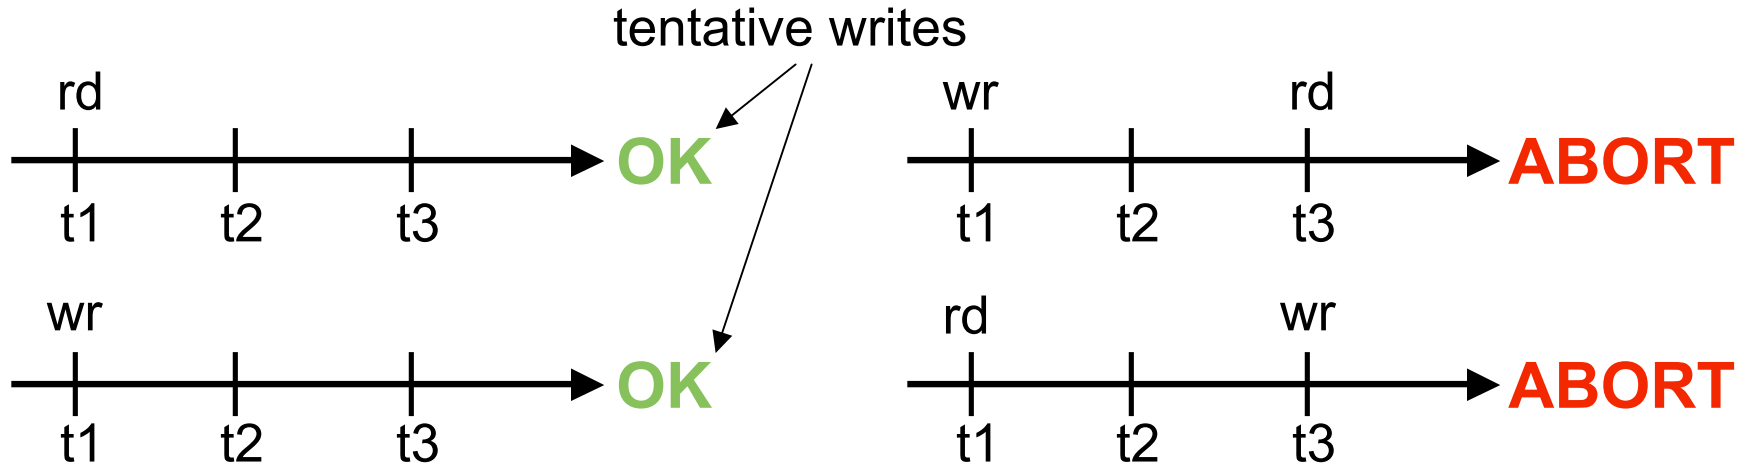 tentative writes
rd
OK
t1 t2 t3
wr rd
ABORT
t1 t2 t3
wr
OK
t1 t2 t3
rd wr
ABORT
t1 t2 t3